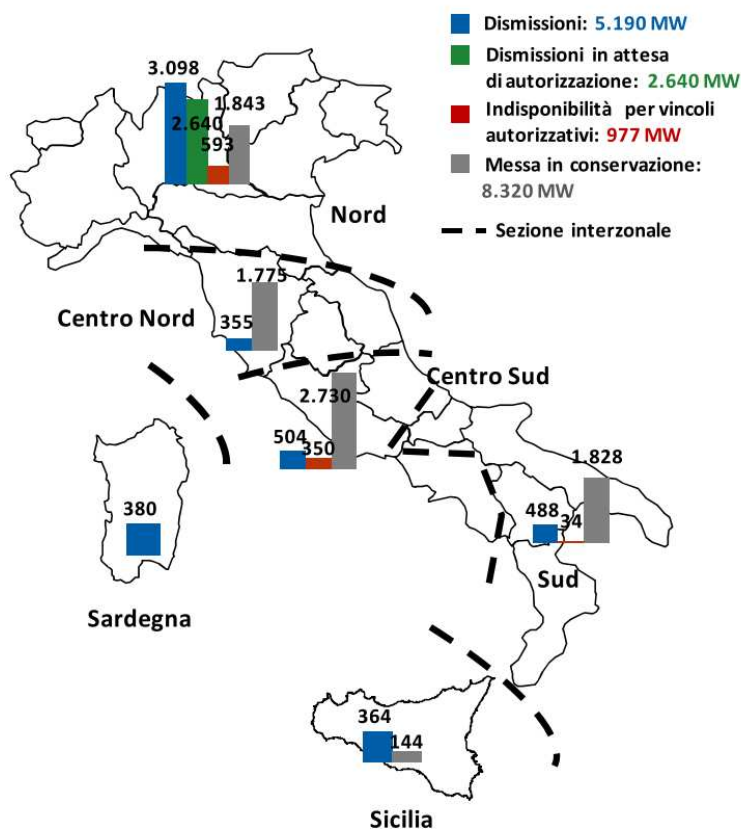 Dismissioni: 5.190 MW
Dismissioni in attesa
di autorizzazione: 2.640 MW
Indisponibilità per vincoli
autorizzativi: 977 MW
Messa in conservazione:
8.320 MW
Sezione interzonale
3.098
2.640
593
1.843
Nord
1.775
355
Centro Nord
Centro Sud
2.730
504
350
1.828
488
34
Sud
380
Sardegna
364
144
Sicilia